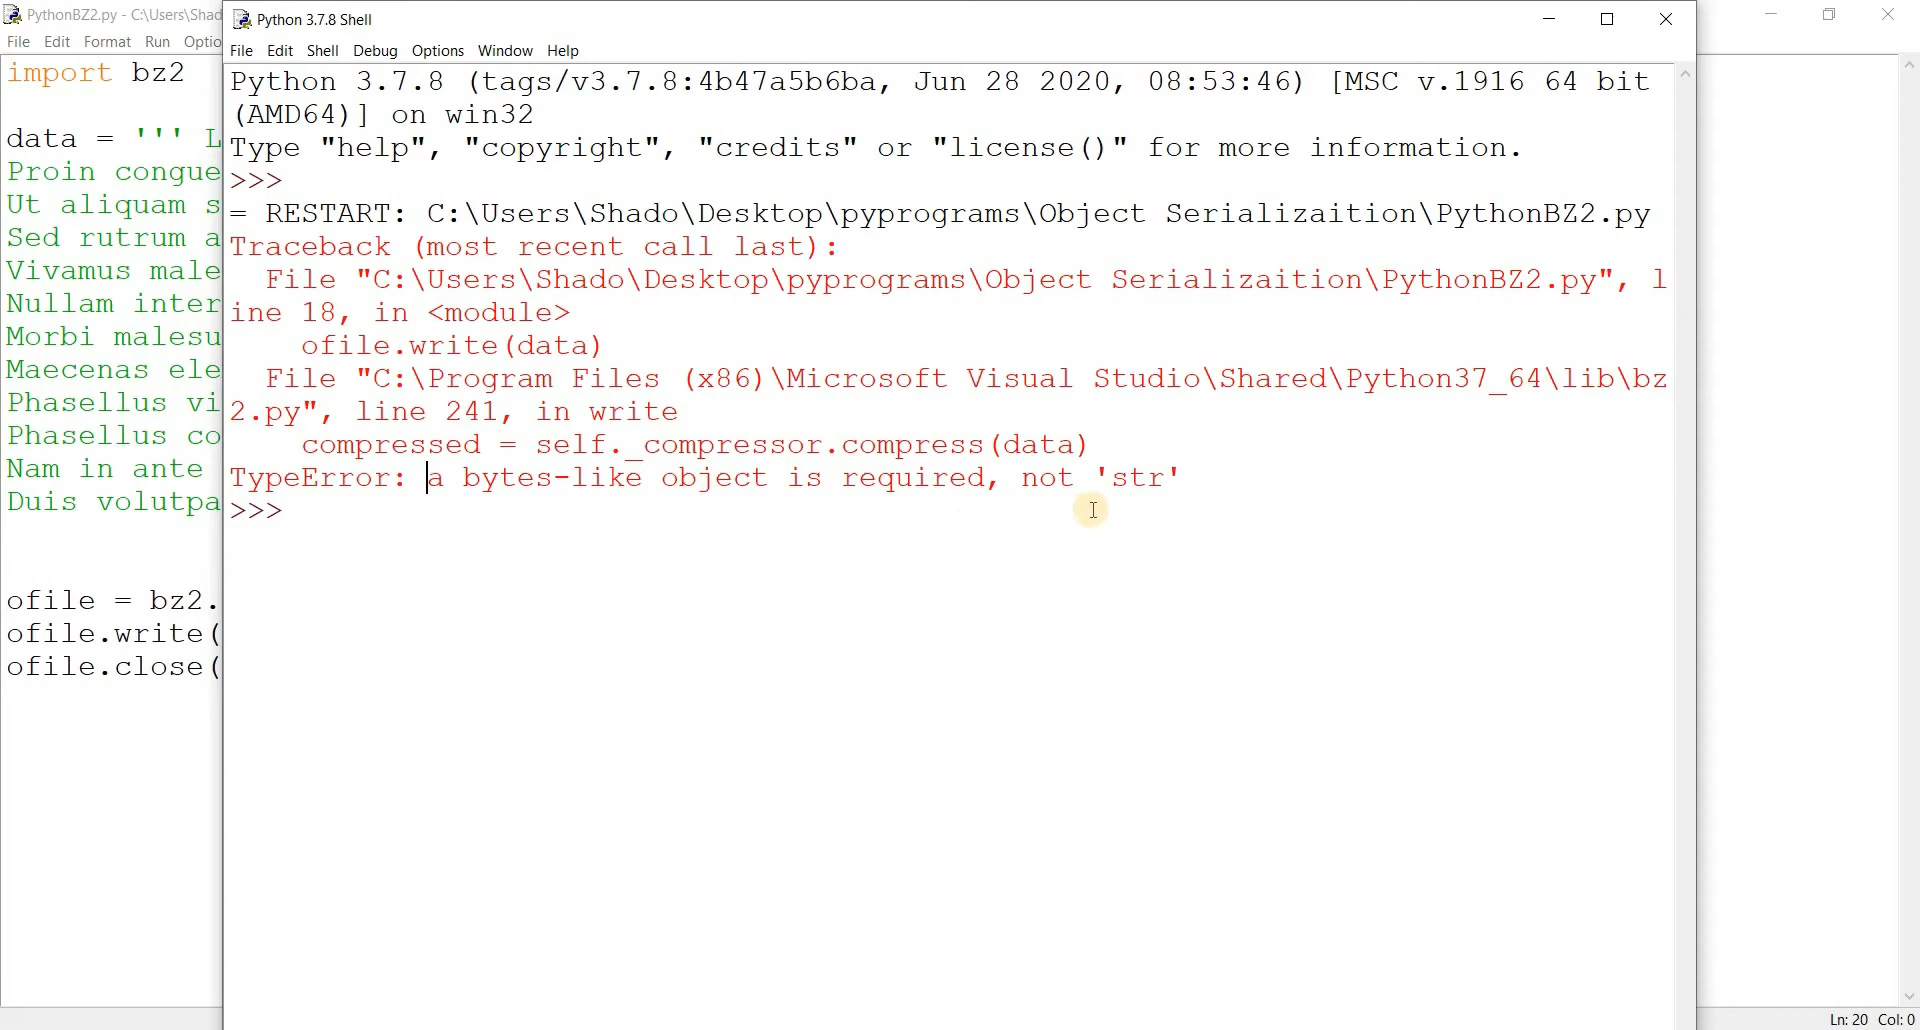 PythonBZ2.py - C:\Users\Shad
File Edit Format Run Optio
import bz2
data = ''' L
Proin congue
Ut aliquam s
Sed rutrum a
Vivamus male
Nullam inter
Morbi malesu
Maecenas ele
Phasellus vi
Phasellus co
Nam in ante
Duis volutpa
ofile = bz2.
ofile.write(
ofile.close(
Python 3.7.8 Shell
File Edit Shell Debug Options Window Help
Python 3.7.8 (tags/v3.7.8:4b47a5b6ba, Jun 28 2020, 08:53:46) [MSC v.1916 64 bit
(AMD64)] on win32
Type "help", "copyright", "credits" or "license()" for more information.
>>>
= RESTART: C:\Users\Shado\Desktop\pyprograms\Object Serializaition\PythonBZ2.py
Traceback (most recent call last):
File "C:\Users\Shado\Desktop\pyprograms\Object Serializaition\PythonBZ2.py", l
ine 18, in <module>
ofile.write(data)
File "C:\Program Files (x86)\Microsoft Visual Studio\Shared\Python37_64\lib\bz
2.py", line 241, in write
compressed = self._compressor.compress(data)
TypeError: a bytes-like object is required, not 'str'
>>>
Ln: 20 Col: 0